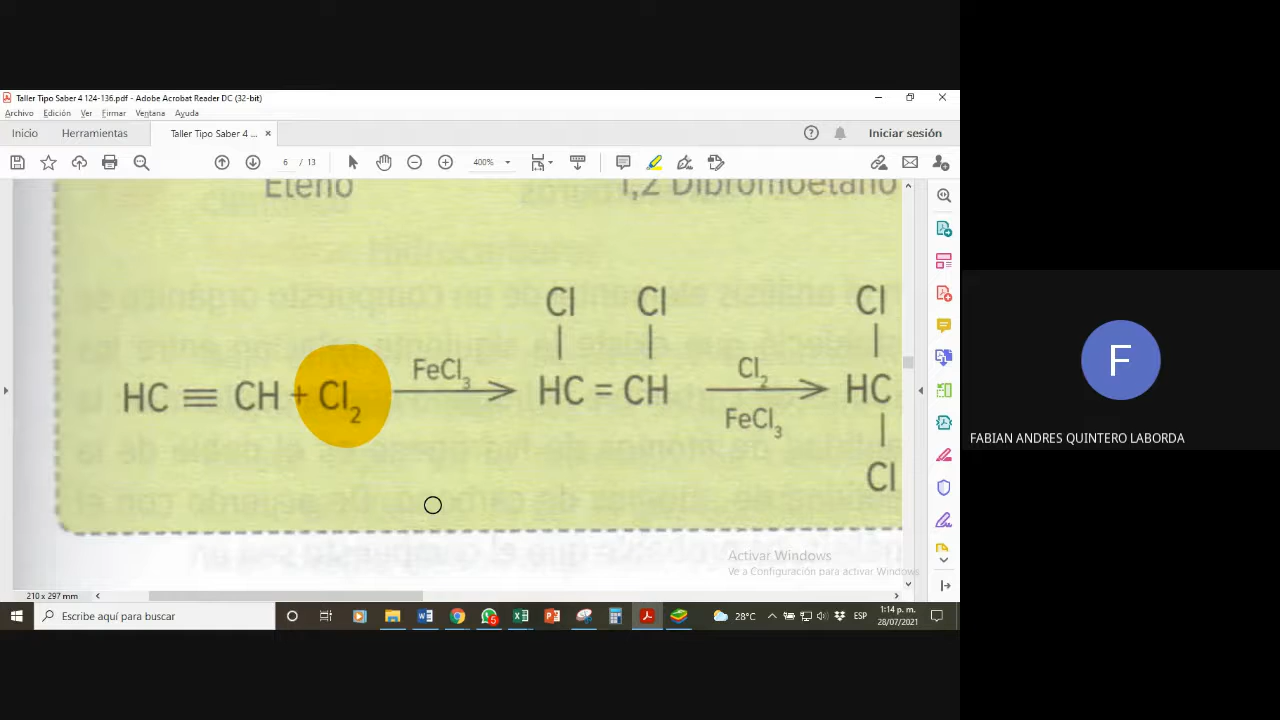 Taller Tipo Saber 4 124-136.pdf - Adobe Acrobat Reader DC (32-bit)
Archivo Edición Ver Firmar Ventana Ayuda
Inicio Herramientas Taller Tipo Saber 4 ... × Iniciar sesión
6 / 13 400%
Eteno 1,2 Dibromoetano
Cl Cl Cl
HC ≡ CH + Cl2 FeCl3 HC = CH Cl2 FeCl3 HC
Cl
F
FABIAN ANDRES QUINTERO LABORDA
Activar Windows
Ve a Configuración para activar Windows
210 x 297 mm
Escribe aquí para buscar
5
28°C ESP 1:14 p. m.
28/07/2021